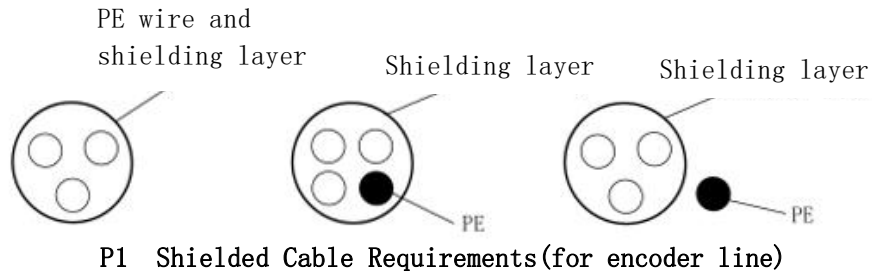 PE wire and
shielding layer
Shielding layer
Shielding layer
PE
PE
P1 Shielded Cable Requirements(for encoder line)